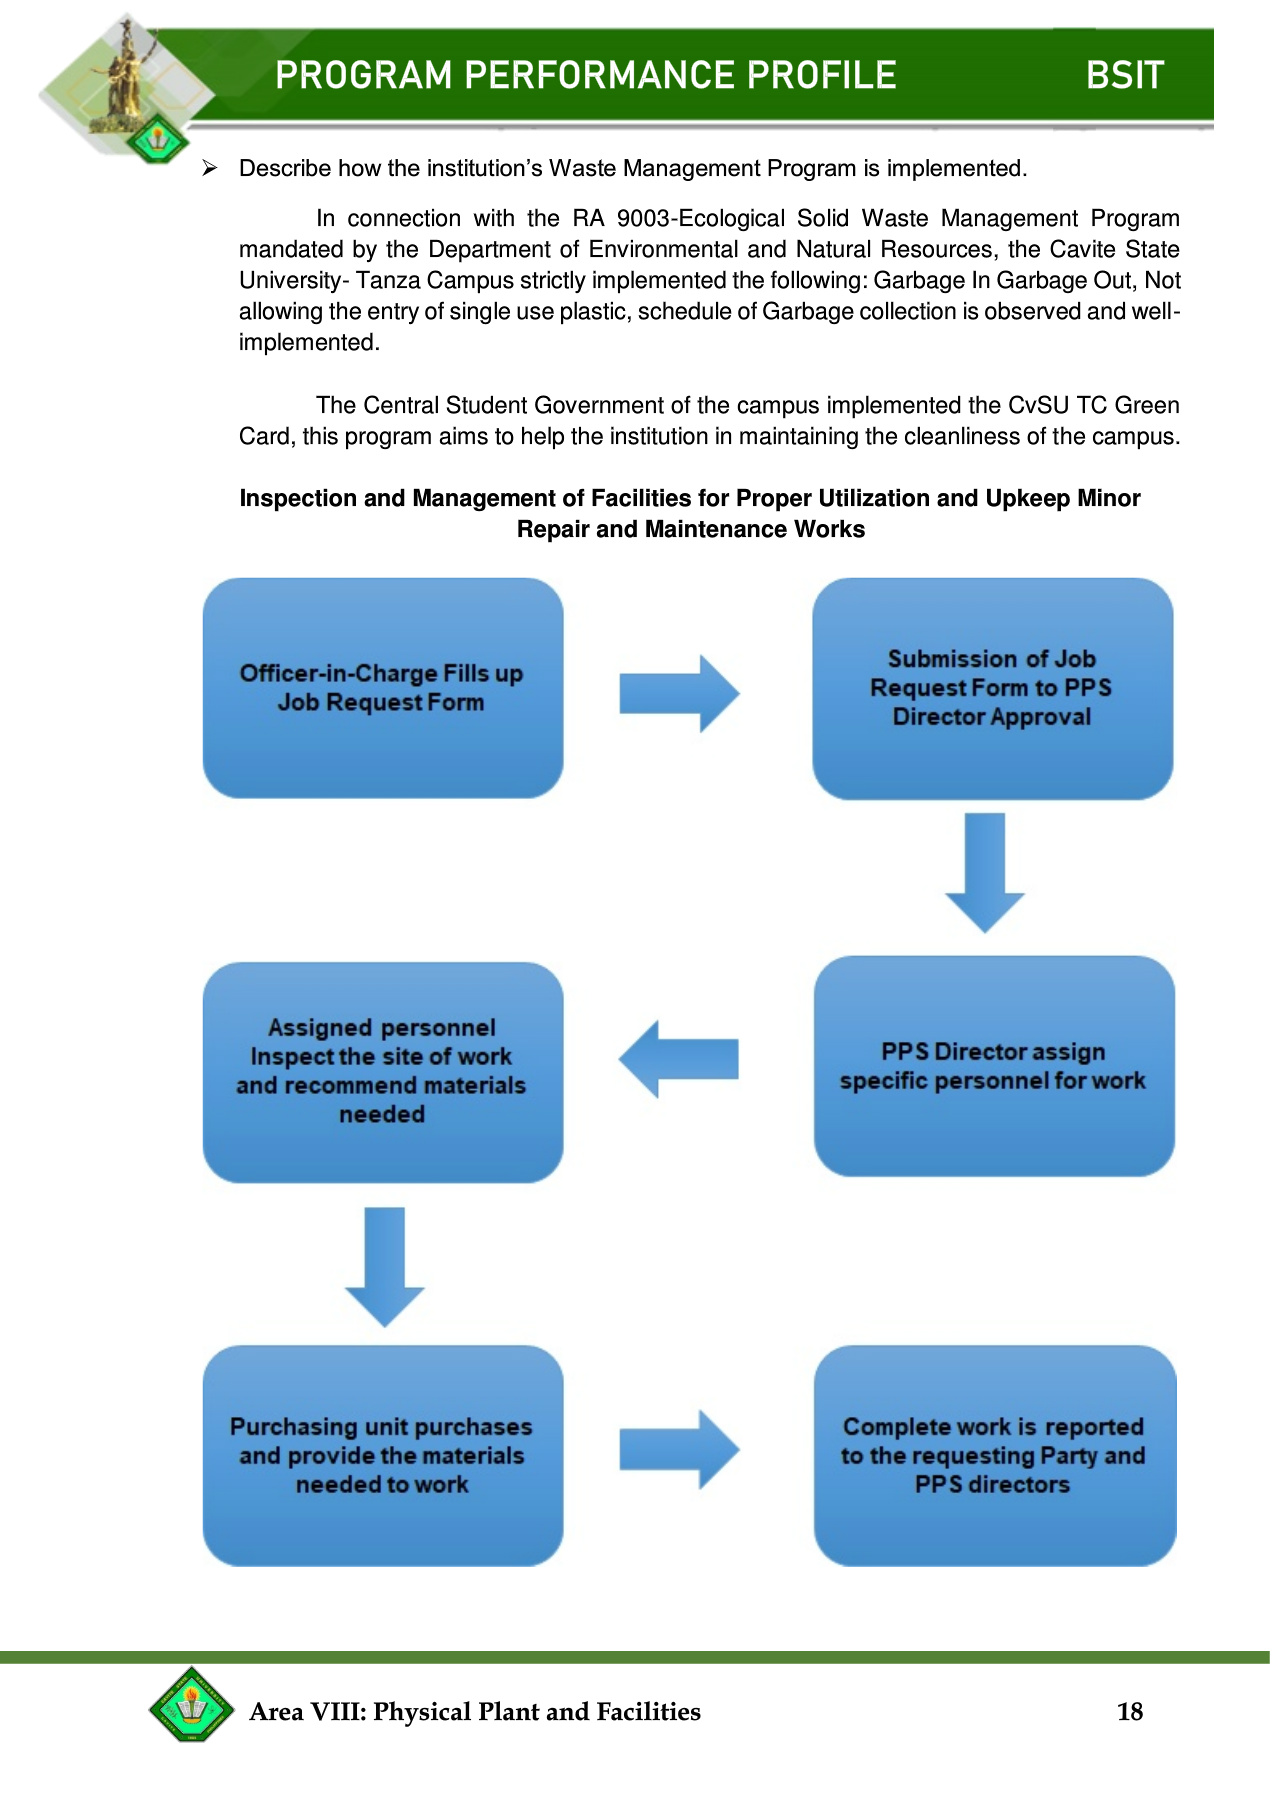 PROGRAM PERFORMANCE PROFILE BSIT
➢ Describe how the institution’s Waste Management Program is implemented.
In connection with the RA 9003-Ecological Solid Waste Management Program
mandated by the Department of Environmental and Natural Resources, the Cavite State
University- Tanza Campus strictly implemented the following: Garbage In Garbage Out, Not
allowing the entry of single use plastic, schedule of Garbage collection is observed and well-
implemented.
The Central Student Government of the campus implemented the CvSU TC Green
Card, this program aims to help the institution in maintaining the cleanliness of the campus.
Inspection and Management of Facilities for Proper Utilization and Upkeep Minor
Repair and Maintenance Works
Officer-in-Charge Fills up
Job Request Form
Submission of Job
Request Form to PPS
Director Approval
PPS Director assign
specific personnel for work
Assigned personnel
Inspect the site of work
and recommend materials
needed
Purchasing unit purchases
and provide the materials
needed to work
Complete work is reported
to the requesting Party and
PPS directors
Area VIII: Physical Plant and Facilities 18